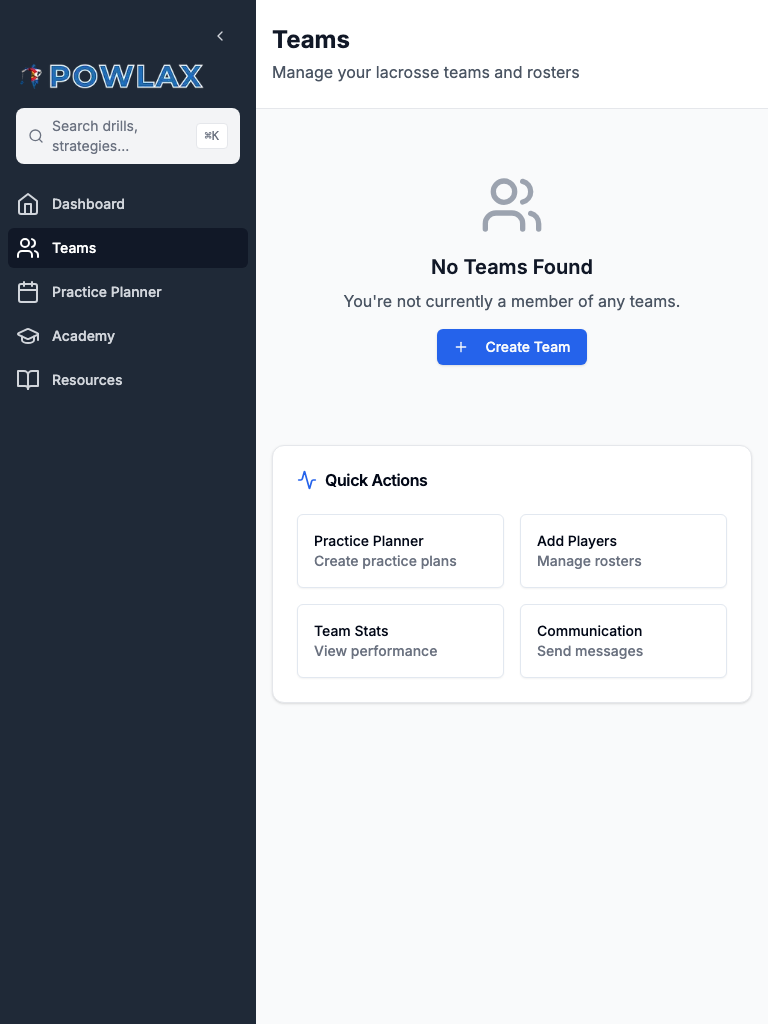 POWLAX
Search drills,
strategies...
⌘K
Dashboard
Teams
Practice Planner
Academy
Resources
Teams
Manage your lacrosse teams and rosters
No Teams Found
You're not currently a member of any teams.
Create Team
Quick Actions
Practice Planner
Create practice plans
Add Players
Manage rosters
Team Stats
View performance
Communication
Send messages